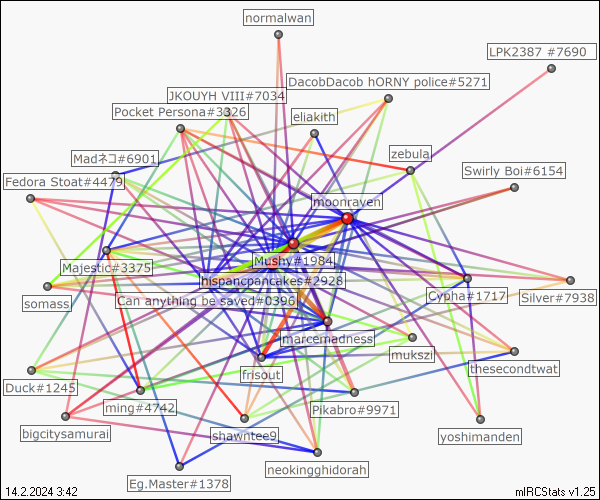 normalwan
LPK2387 #7690
DacobDacob hORNY police#5271
JKOUYH VIII#7034
Pocket Persona#3326
eliakith
zebula
Madネコ#6901
Swirly Boi#6154
Fedora Stoat#4479
moonraven
Mushy#1984
Majestic#3375
hispancpancakes#2928
Cypha#1717
Silver#7938
somass
Can anything be saved#0396
marcemadness
mukszi
thesecondtwat
frisout
Duck#1245
ming#4742
Pikabro#9971
bigcitysamurai
shawntee9
yoshimanden
neokingghidorah
Eg.Master#1378
14.2.2024 3:42
mIRCStats v1.25